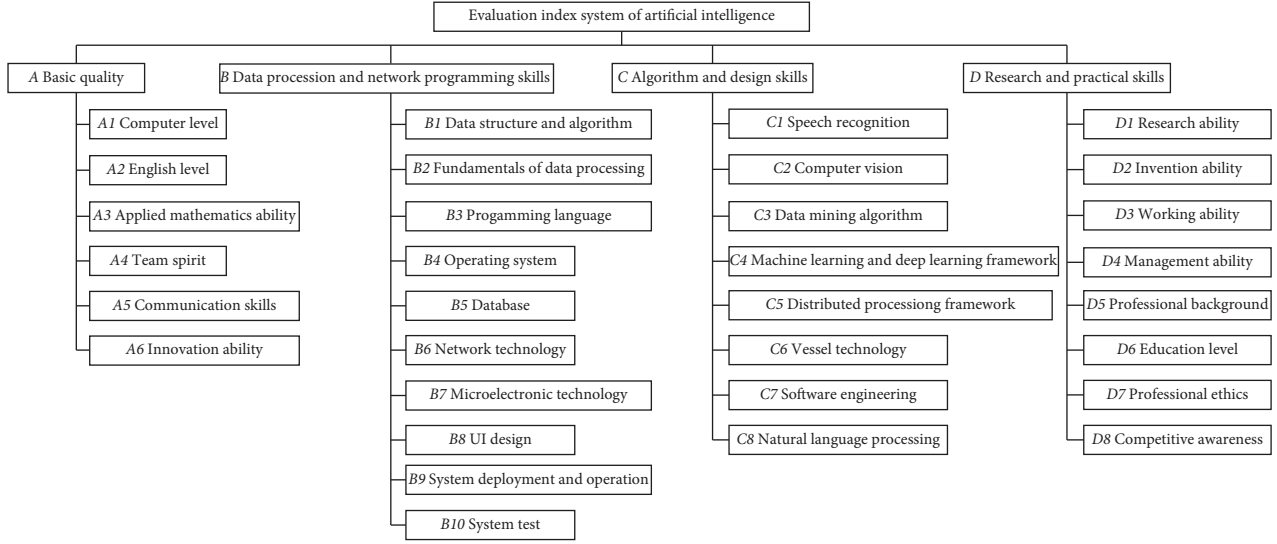 Evaluation index system of artificial intelligence
A Basic quality
A1 Computer level
A2 English level
A3 Applied mathematics ability
A4 Team spirit
A5 Communication skills
A6 Innovation ability
B Data procession and network programming skills
B1 Data structure and algorithm
B2 Fundamentals of data processing
B3 Progamming language
B4 Operating system
B5 Database
B6 Network technology
B7 Microelectronic technology
B8 UI design
B9 System deployment and operation
B10 System test
C Algorithm and design skills
C1 Speech recognition
C2 Computer vision
C3 Data mining algorithm
C4 Machine learning and deep learning framework
C5 Distributed processiong framework
C6 Vessel technology
C7 Software engineering
C8 Natural language processing
D Research and practical skills
D1 Research ability
D2 Invention ability
D3 Working ability
D4 Management ability
D5 Professional background
D6 Education level
D7 Professional ethics
D8 Competitive awareness